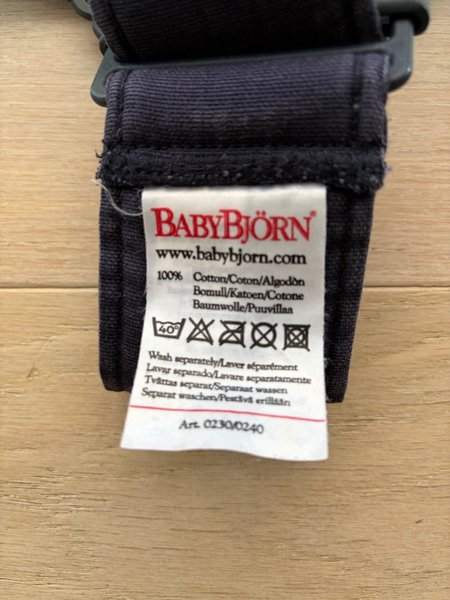 BABYBJÖRN®
www.babybjorn.com
100% Cotton/Coton/Algodòn
Bomull/Katoen/Cotone
Baumwolle/Puuvillaa
40°
Wash separately/Laver séparément
Lavar separado/Lavare separatamente
Tvättas separat/Separaat wassen
Separat waschen/Pestävä erillään
Art. 0230/0240